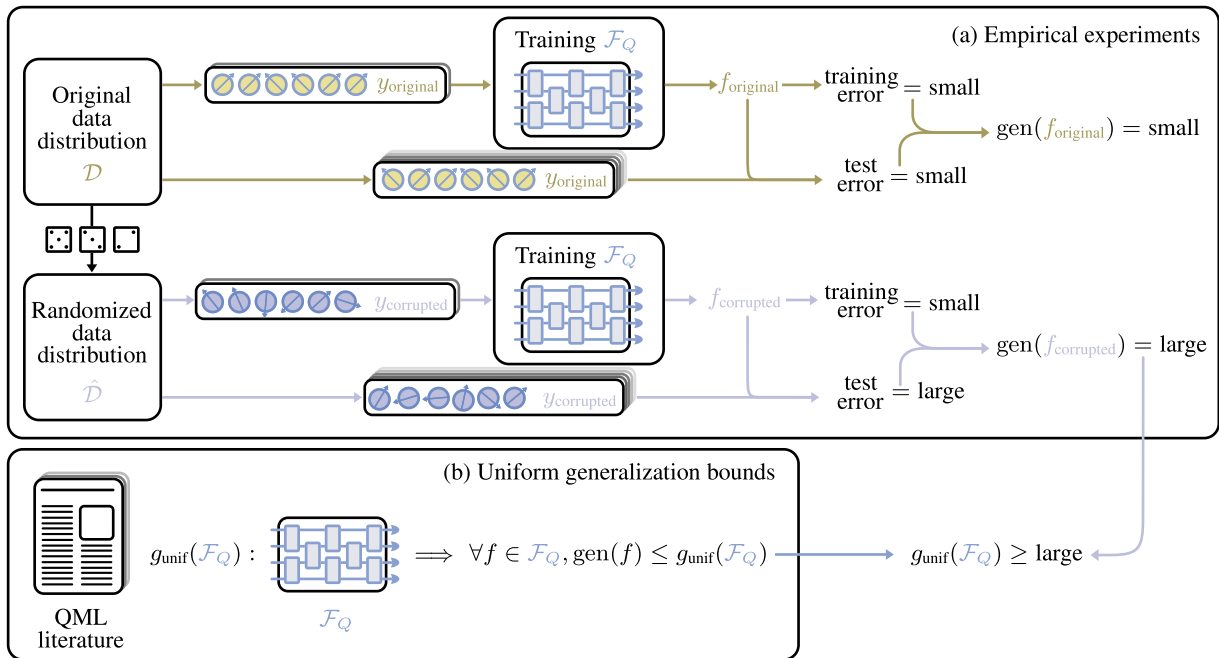 (a) Empirical experiments
Original
data
distribution
𝒟
y_original
Training ℱ_Q
f_original
training
error = small
gen(f_original) = small
y_original
test
error = small
Randomized
data
distribution
𝒟̂
y_corrupted
Training ℱ_Q
f_corrupted
training
error = small
gen(f_corrupted) = large
y_corrupted
test
error = large
(b) Uniform generalization bounds
QML
literature
g_unif(ℱ_Q) :
ℱ_Q
⟹ ∀f ∈ ℱ_Q, gen(f) ≤ g_unif(ℱ_Q)
g_unif(ℱ_Q) ≥ large